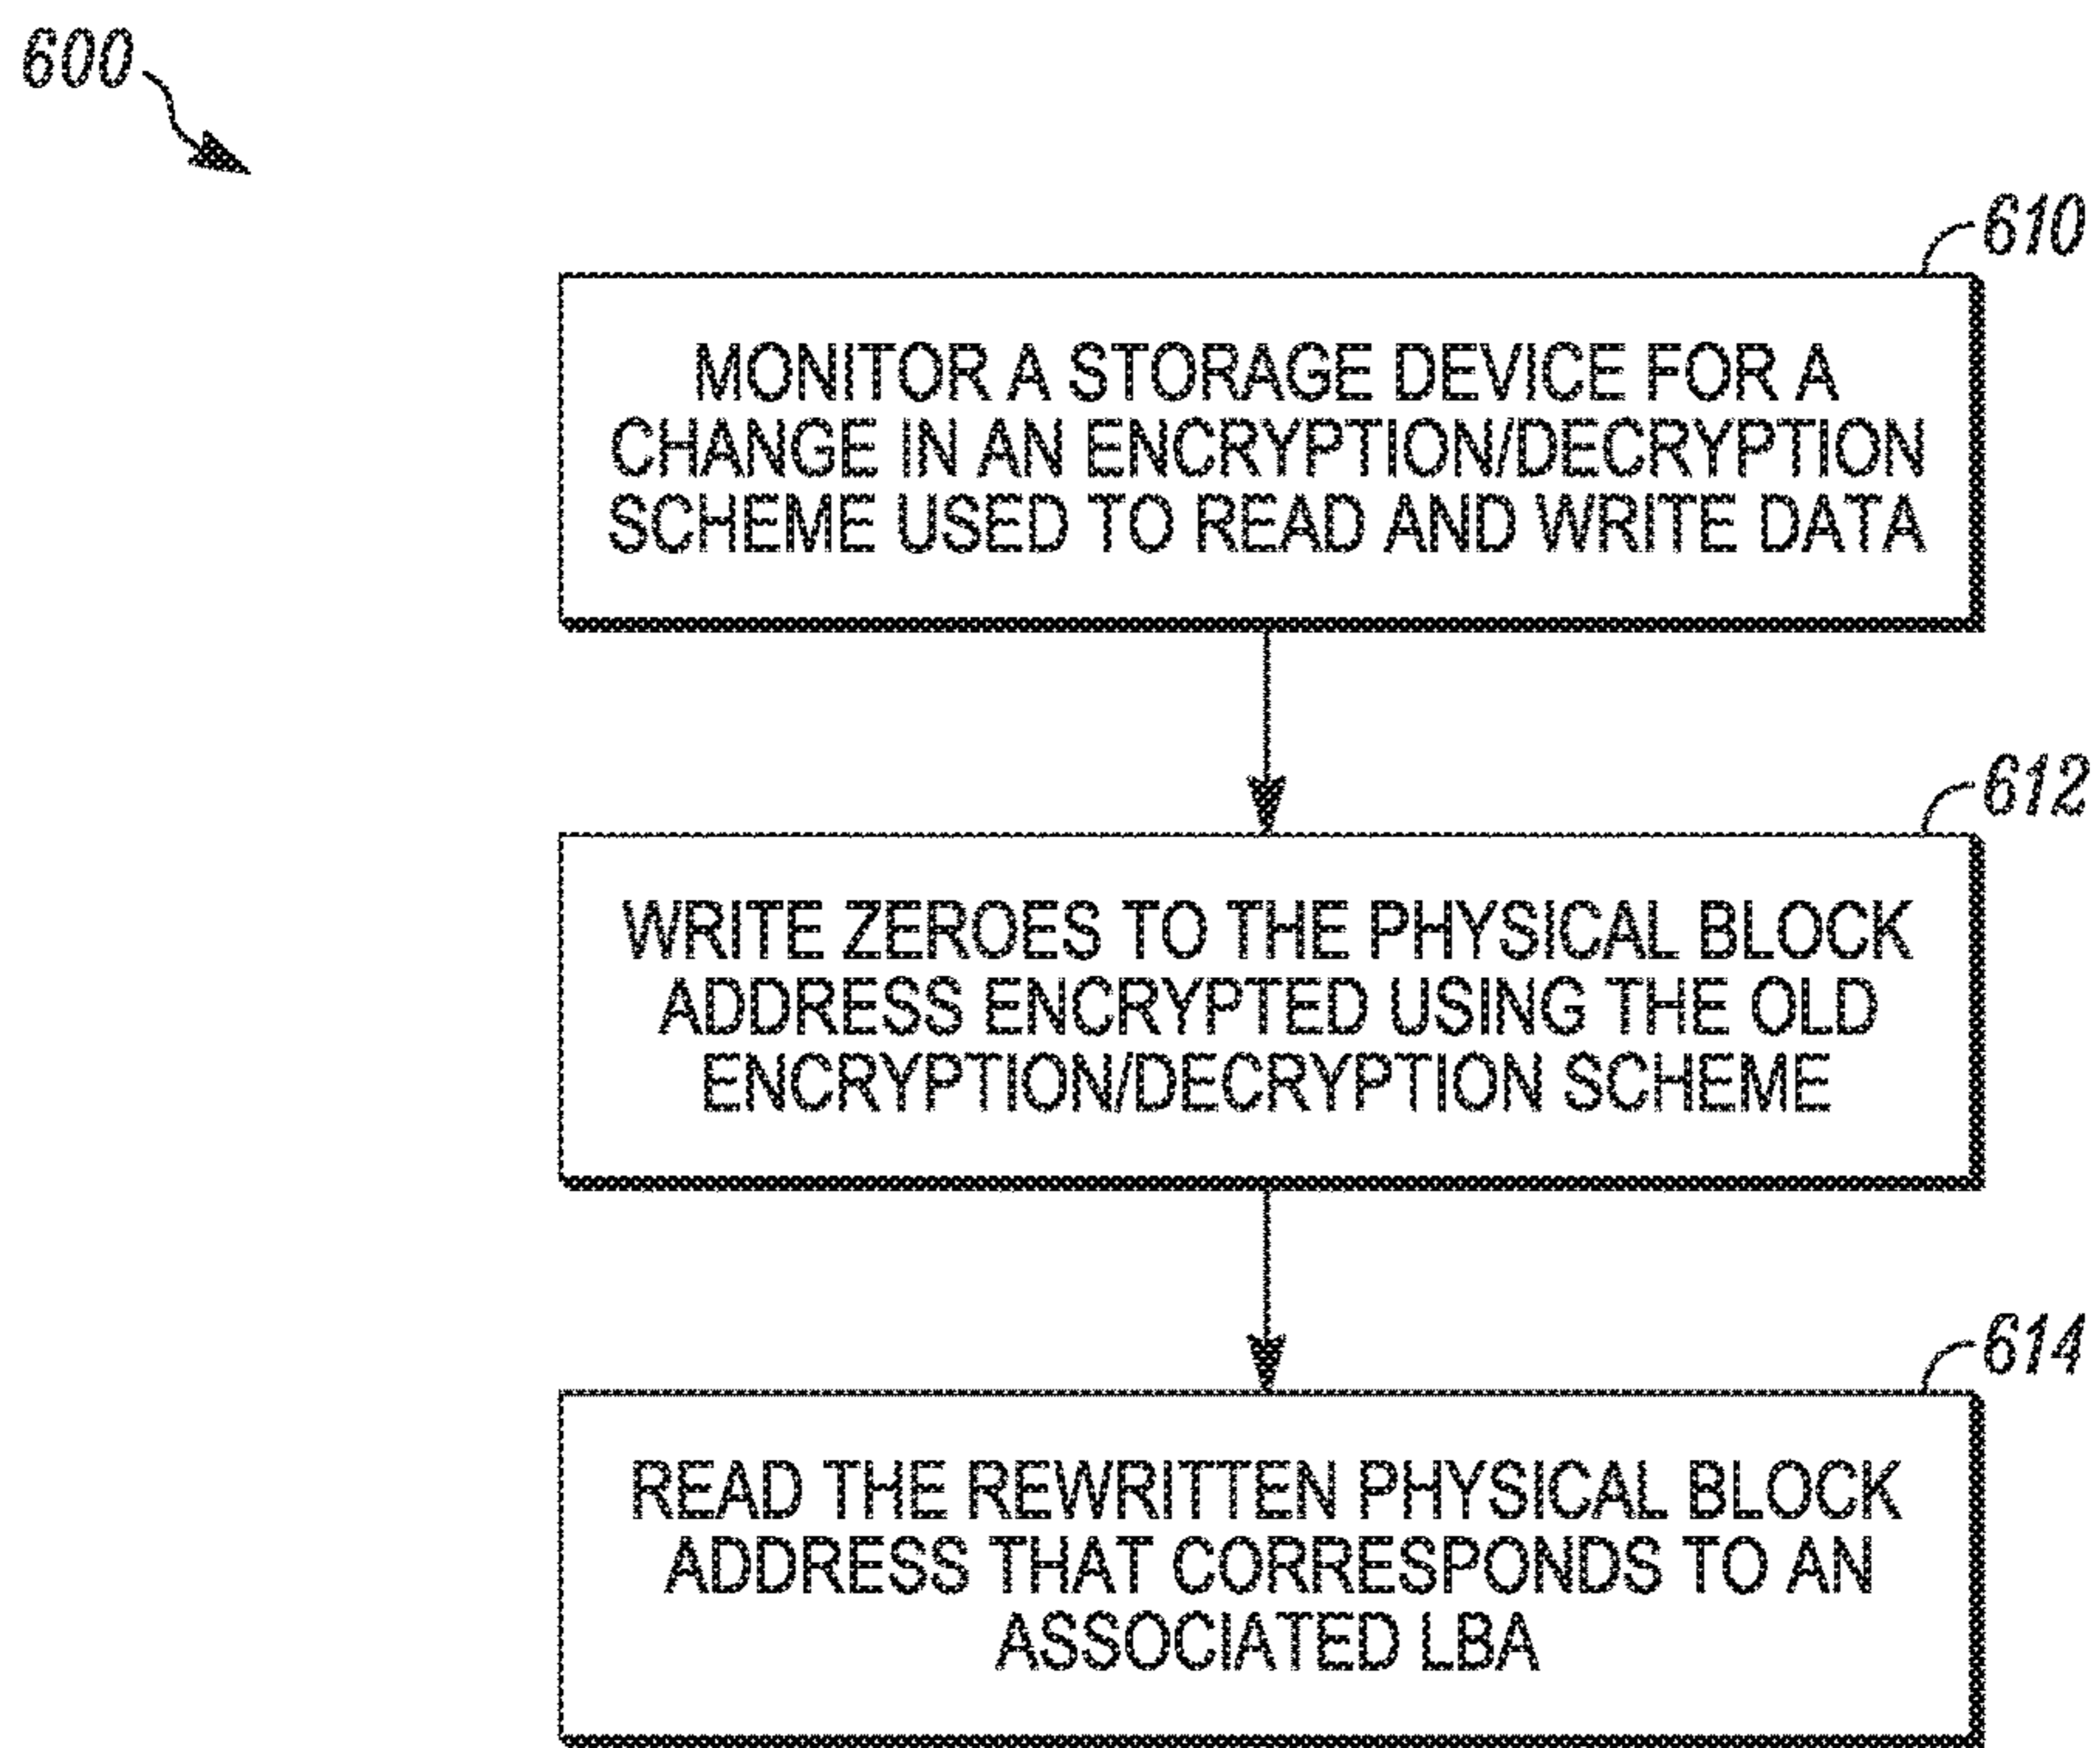 600
610
MONITOR A STORAGE DEVICE FOR A
CHANGE IN AN ENCRYPTION/DECRYPTION
SCHEME USED TO READ AND WRITE DATA
612
WRITE ZEROES TO THE PHYSICAL BLOCK
ADDRESS ENCRYPTED USING THE OLD
ENCRYPTION/DECRYPTION SCHEME
614
READ THE REWRITTEN PHYSICAL BLOCK
ADDRESS THAT CORRESPONDS TO AN
ASSOCIATED LBA